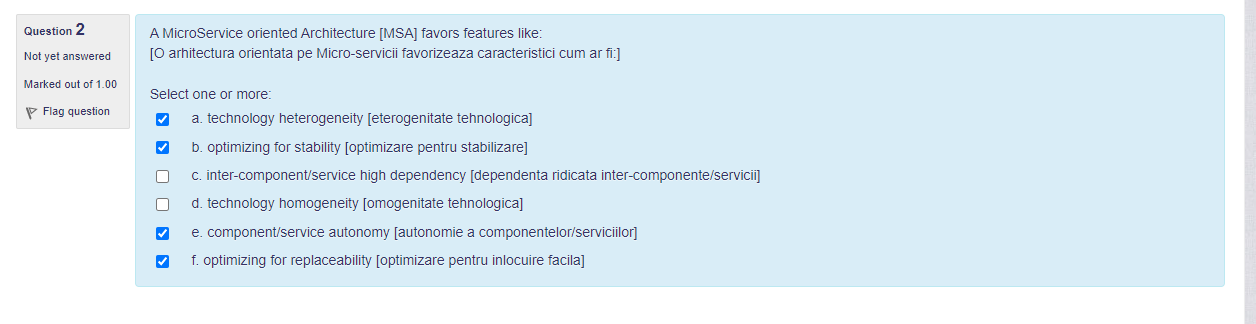 Question 2
Not yet answered
Marked out of 1.00
Flag question
A MicroService oriented Architecture [MSA] favors features like:
[O arhitectura orientata pe Micro-servicii favorizeaza caracteristici cum ar fi:]
Select one or more:
a. technology heterogeneity [eterogenitate tehnologica]
b. optimizing for stability [optimizare pentru stabilizare]
c. inter-component/service high dependency [dependenta ridicata inter-componente/servicii]
d. technology homogeneity [omogenitate tehnologica]
e. component/service autonomy [autonomie a componentelor/serviciilor]
f. optimizing for replaceability [optimizare pentru inlocuire facila]